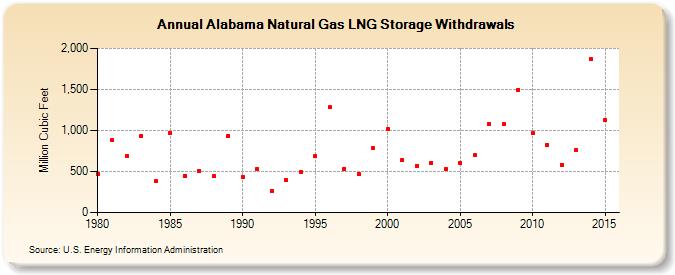 Annual Alabama Natural Gas LNG Storage Withdrawals
Million Cubic Feet
2,000
1,500
1,000
500
0
1980 1985 1990 1995 2000 2005 2010 2015
Source: U.S. Energy Information Administration